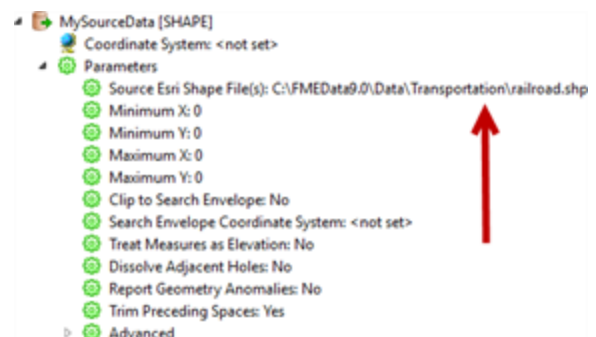 MySourceData [SHAPE]
Coordinate System: <not set>
Parameters
Source Esri Shape File(s): C:\FMEData9.0\Data\Transportation\railroad.shp
Minimum X: 0
Minimum Y: 0
Maximum X: 0
Maximum Y: 0
Clip to Search Envelope: No
Search Envelope Coordinate System: <not set>
Treat Measures as Elevation: No
Dissolve Adjacent Holes: No
Report Geometry Anomalies: No
Trim Preceding Spaces: Yes
Advanced